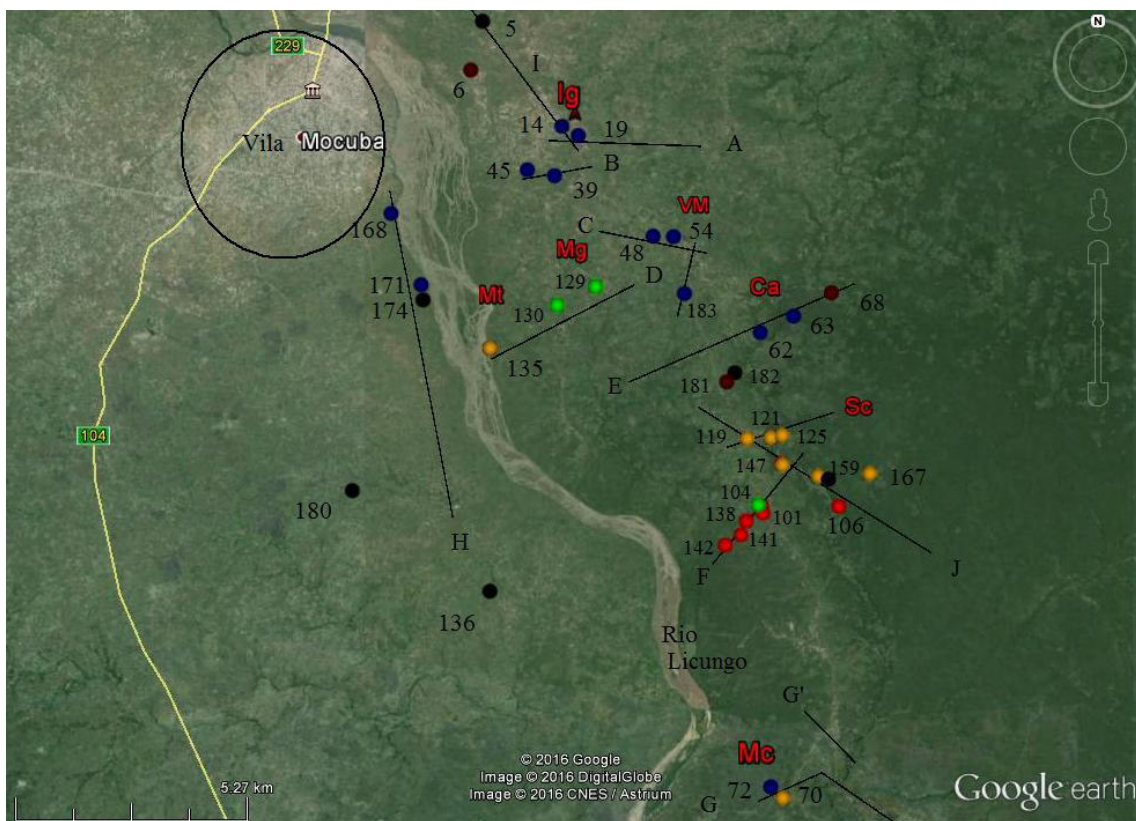 229
5
N
I
6
Ig
14
19
A
Vila Mocuba
45
B
39
168
C
VM
54
48
Mg
D
171
129
Ca
68
174
Mt
130
183
63
62
135
E
181
182
Sc
121
104
119
125
147
159
167
104
180
138
101
106
142
141
H
F
J
136
Rio
Licungo
G'
Mc
5.27 km
© 2016 Google
Image © 2016 DigitalGlobe
Image © 2016 CNES / Astrium
72
70
G
Google earth